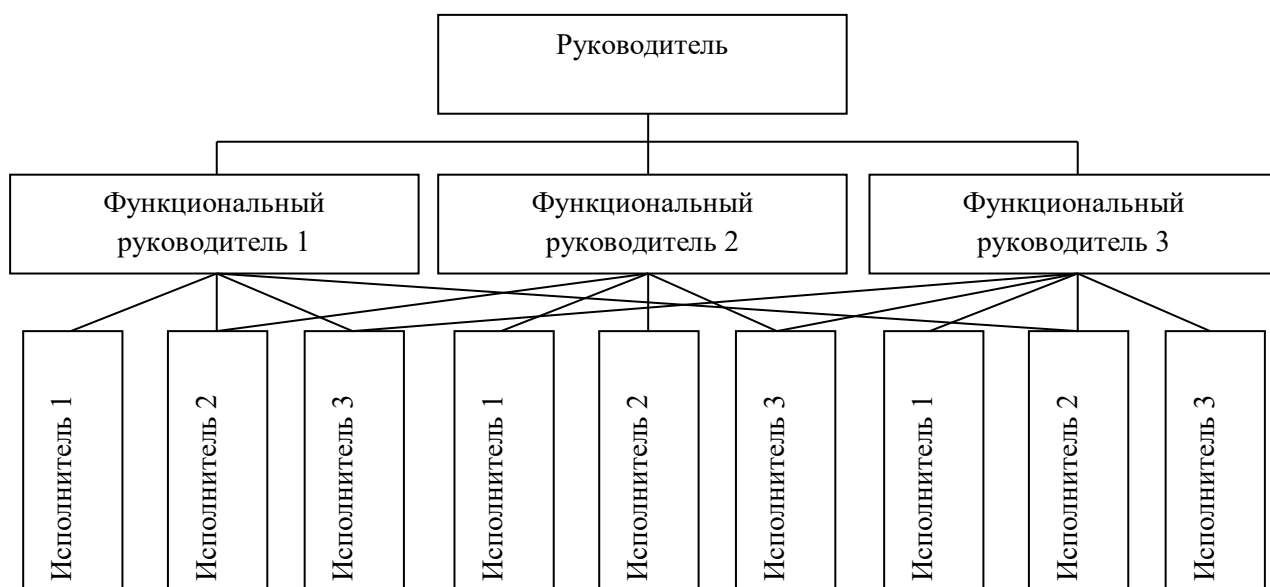 Руководитель
Функциональный
руководитель 1
Функциональный
руководитель 2
Функциональный
руководитель 3
Исполнитель 1
Исполнитель 2
Исполнитель 3
Исполнитель 1
Исполнитель 2
Исполнитель 3
Исполнитель 1
Исполнитель 2
Исполнитель 3